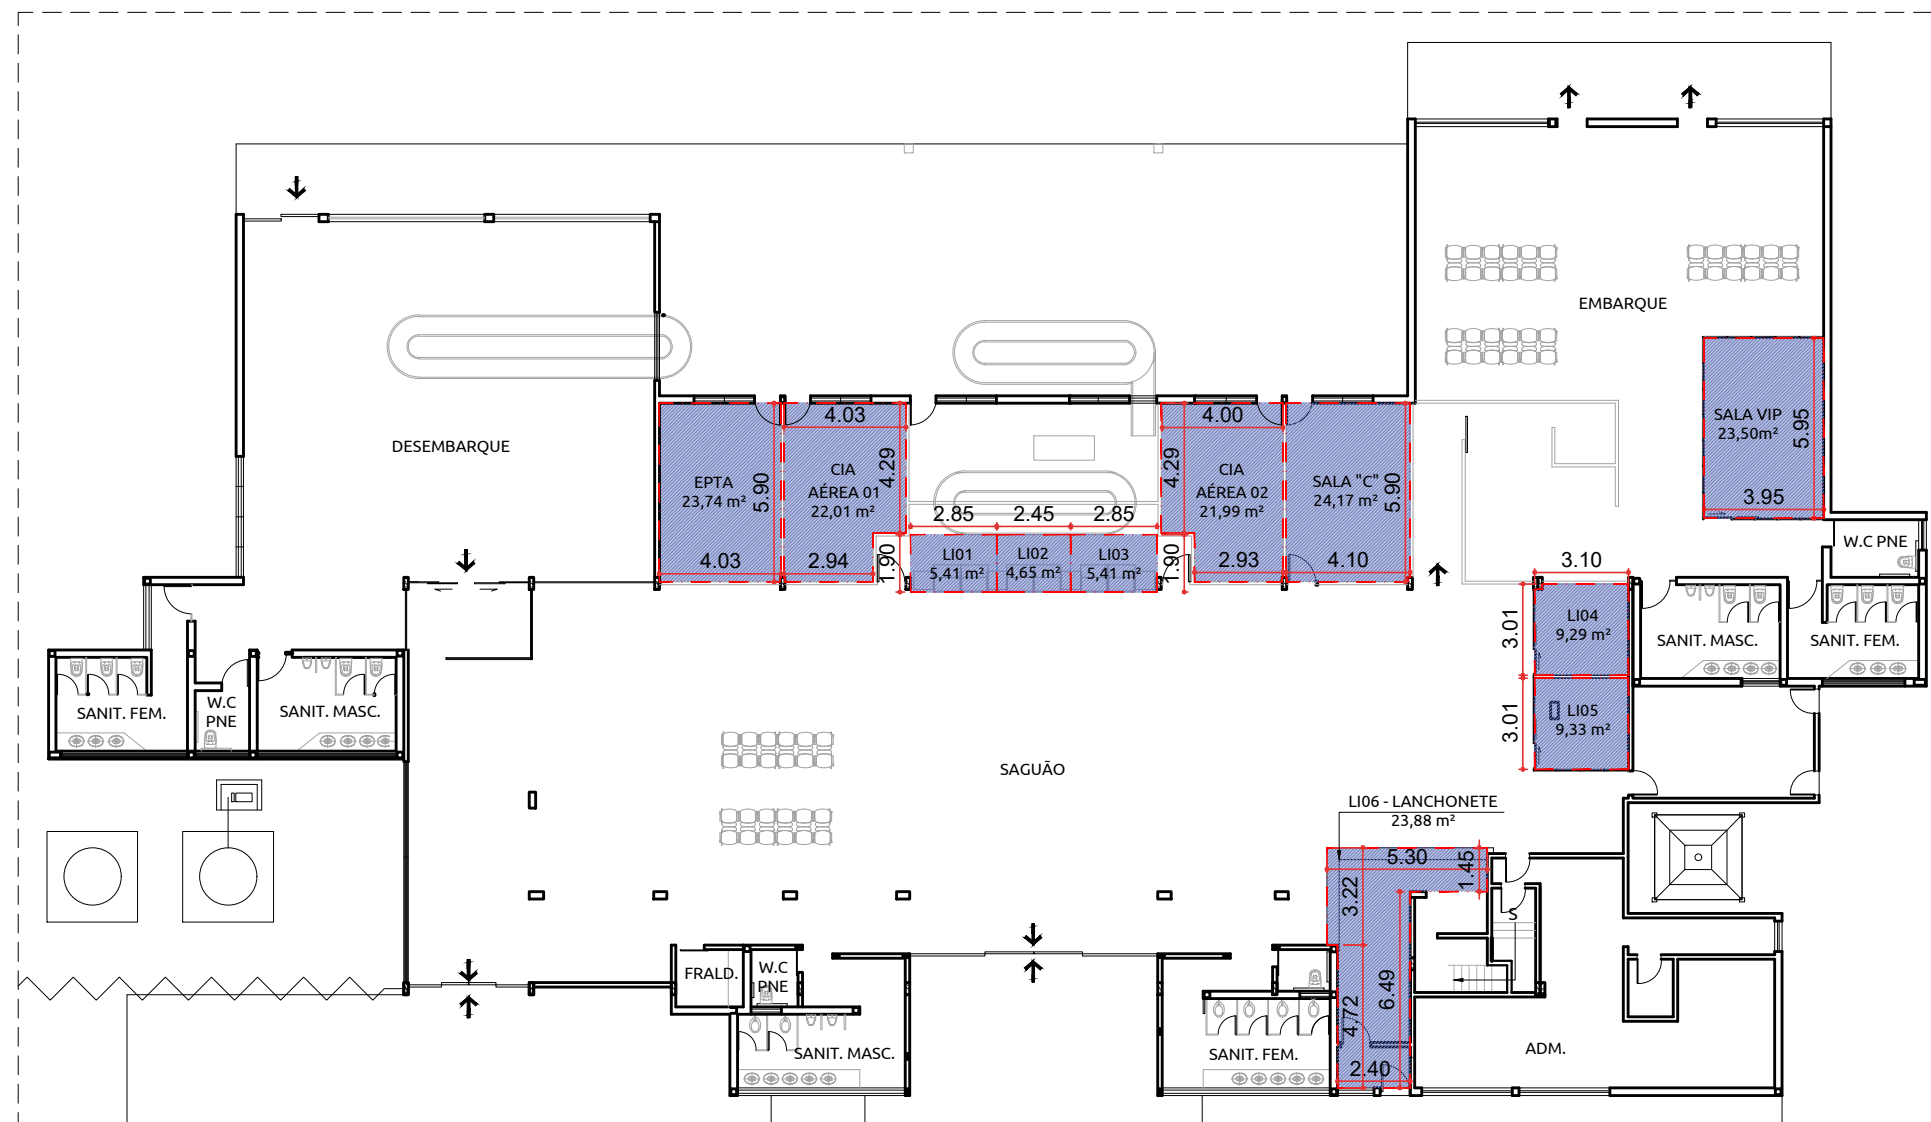 EMBARQUE
SALA VIP
23,50m²
5.95
3.95
DESEMBARQUE
EPTA
23,74 m²
5.90
4.03
4.03
CIA
AÉREA 01
22,01 m²
4.29
2.94
1.90
2.85
2.45
2.85
LI01
5,41 m²
LI02
4,65 m²
LI03
5,41 m²
1.90
4.00
4.29
CIA
AÉREA 02
21,99 m²
2.93
SALA "C"
24,17 m²
5.90
4.10
W.C PNE
3.10
3.01
LI04
9,29 m²
SANIT. MASC.
SANIT. FEM.
3.01
LI05
9,33 m²
SANIT. FEM.
W.C
PNE
SANIT. MASC.
SAGUÃO
LI06 - LANCHONETE
23,88 m²
5.30
1.45
3.22
S
FRALD.
W.C
PNE
6.49
4.72
SANIT. MASC.
SANIT. FEM.
2.40
ADM.